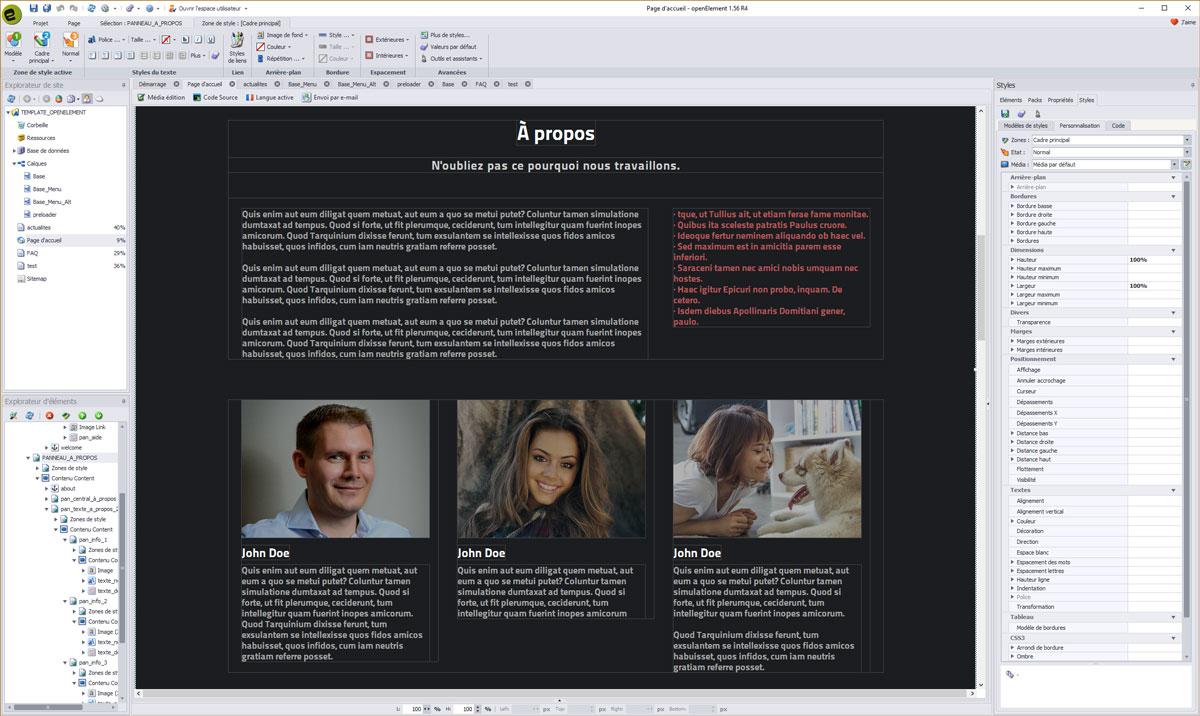 Ouvrir l'espace utilisateur
Page d'accueil - openElement 1.56 R4
Projet
Page
Sélection : PANNEAU_A_PROPOS
Zone de style : [Cadre principal]
J'aime
Modèle
Cadre principal
Normal
Police ...
Taille ...
Plus
Styles de liens
Image de fond
Couleur
Répétition ...
Style ...
Taille ...
Couleur
Extérieures
Intérieures
Plus de styles...
Valeurs par défaut
Outils et assistants
Zone de style active
Styles du texte
Lien
Arrière-plan
Bordure
Espacement
Avancées
Explorateur de site
TEMPLATE_OPENELEMENT
Corbeille
Ressources
Base de données
Calques
Base
Base_Menu
Base_Menu_Alt
preloader
actualites 40%
Page d'accueil 9%
FAQ 29%
test 36%
Sitemap
Explorateur d'éléments
Image Link
pan_aide
welcome
PANNEAU_A_PROPOS
Zones de style
Contenu Content
about
pan_central_à_propos
pan_texte_a_propos_2
Zones de style
Contenu Content
pan_info_1
Zones de st
Contenu Co
Image
texte_n
texte_d
pan_info_2
Zones de s
Contenu Co
Image [
texte_n
texte_d
pan_info_3
Zones de s
Contenu Co
Image [
Démarrage
Page d'accueil
actualites
Base_Menu
Base_Menu_Alt
preloader
Base
FAQ
test
Média édition
Code Source
Langue active
Envoi par e-mail
À propos
N'oubliez pas ce pourquoi nous travaillons.
Quis enim aut eum diligat quem metuat, aut eum a quo se metui putet? Coluntur tamen simulatione
dumtaxat ad tempus. Quod si forte, ut fit plerumque, ceciderunt, tum intellegitur quam fuerint inopes
amicorum. Quod Tarquinium dixisse ferunt, tum exsulantem se intellexisse quos fidos amicos
habuisset, quos infidos, cum iam neutris gratiam referre posset.
Quis enim aut eum diligat quem metuat, aut eum a quo se metui putet? Coluntur tamen simulatione
dumtaxat ad tempus. Quod si forte, ut fit plerumque, ceciderunt, tum intellegitur quam fuerint inopes
amicorum. Quod Tarquinium dixisse ferunt, tum exsulantem se intellexisse quos fidos amicos
habuisset, quos infidos, cum iam neutris gratiam referre posset.
Quis enim aut eum diligat quem metuat, aut eum a quo se metui putet? Coluntur tamen simulatione
dumtaxat ad tempus. Quod si forte, ut fit plerumque, ceciderunt, tum intellegitur quam fuerint inopes
amicorum. Quod Tarquinium dixisse ferunt, tum exsulantem se intellexisse quos fidos amicos
habuisset, quos infidos, cum iam neutris gratiam referre posset.
· tque, ut Tullius ait, ut etiam ferae fame monitae.
· Quibus ita sceleste patratis Paulus cruore.
· Ideoque fertur neminem aliquando ob haec vel.
· Sed maximum est in amicitia parem esse
inferiori.
· Saraceni tamen nec amici nobis umquam nec
hostes.
· Haec igitur Epicuri non probo, inquam. De
cetero.
· Isdem diebus Apollinaris Domitiani gener,
paulo.
John Doe
Quis enim aut eum diligat quem metuat, aut
eum a quo se metui putet? Coluntur tamen
simulatione dumtaxat ad tempus. Quod si
forte, ut fit plerumque, ceciderunt, tum
intellegitur quam fuerint inopes amicorum.
Quod Tarquinium dixisse ferunt, tum
exsulantem se intellexisse quos fidos amicos
habuisset, quos infidos, cum iam neutris
gratiam referre posset.
John Doe
Quis enim aut eum diligat quem metuat, aut
eum a quo se metui putet? Coluntur tamen
simulatione dumtaxat ad tempus. Quod si
forte, ut fit plerumque, ceciderunt, tum
intellegitur quam fuerint inopes amicorum
John Doe
Quis enim aut eum diligat quem metuat, aut
eum a quo se metui putet? Coluntur tamen
simulatione dumtaxat ad tempus. Quod si
forte, ut fit plerumque, ceciderunt, tum
intellegitur quam fuerint inopes amicorum.
Quod Tarquinium dixisse ferunt, tum
exsulantem se intellexisse quos fidos amicos
habuisset, quos infidos, cum iam neutris
gratiam referre posset.
L: 100 % H: 100 % Left: px Top: px Right: px Bottom: px
Styles
Eléments
Packs
Propriétés
Styles
Modèles de styles
Personnalisation
Code
Zones : Cadre principal
Etat : Normal
Média : Média par défaut
Arrière-plan
Arrière-plan
Bordures
Bordure basse
Bordure droite
Bordure gauche
Bordure haute
Bordures
Dimensions
Hauteur 100%
Hauteur maximum
Hauteur minimum
Largeur 100%
Largeur maximum
Largeur minimum
Divers
Transparence
Marges
Marges extérieures
Marges intérieures
Positionnement
Affichage
Annuler accrochage
Curseur
Dépassements
Dépassements X
Dépassements Y
Distance bas
Distance droite
Distance gauche
Distance haut
Flottement
Visibilité
Textes
Alignement
Alignement vertical
Couleur
Décoration
Direction
Espace blanc
Espacement des mots
Espacement lettres
Hauteur ligne
Indentation
Police
Transformation
Tableau
Modèle de bordures
CSS3
Arrondi de bordure
Ombre